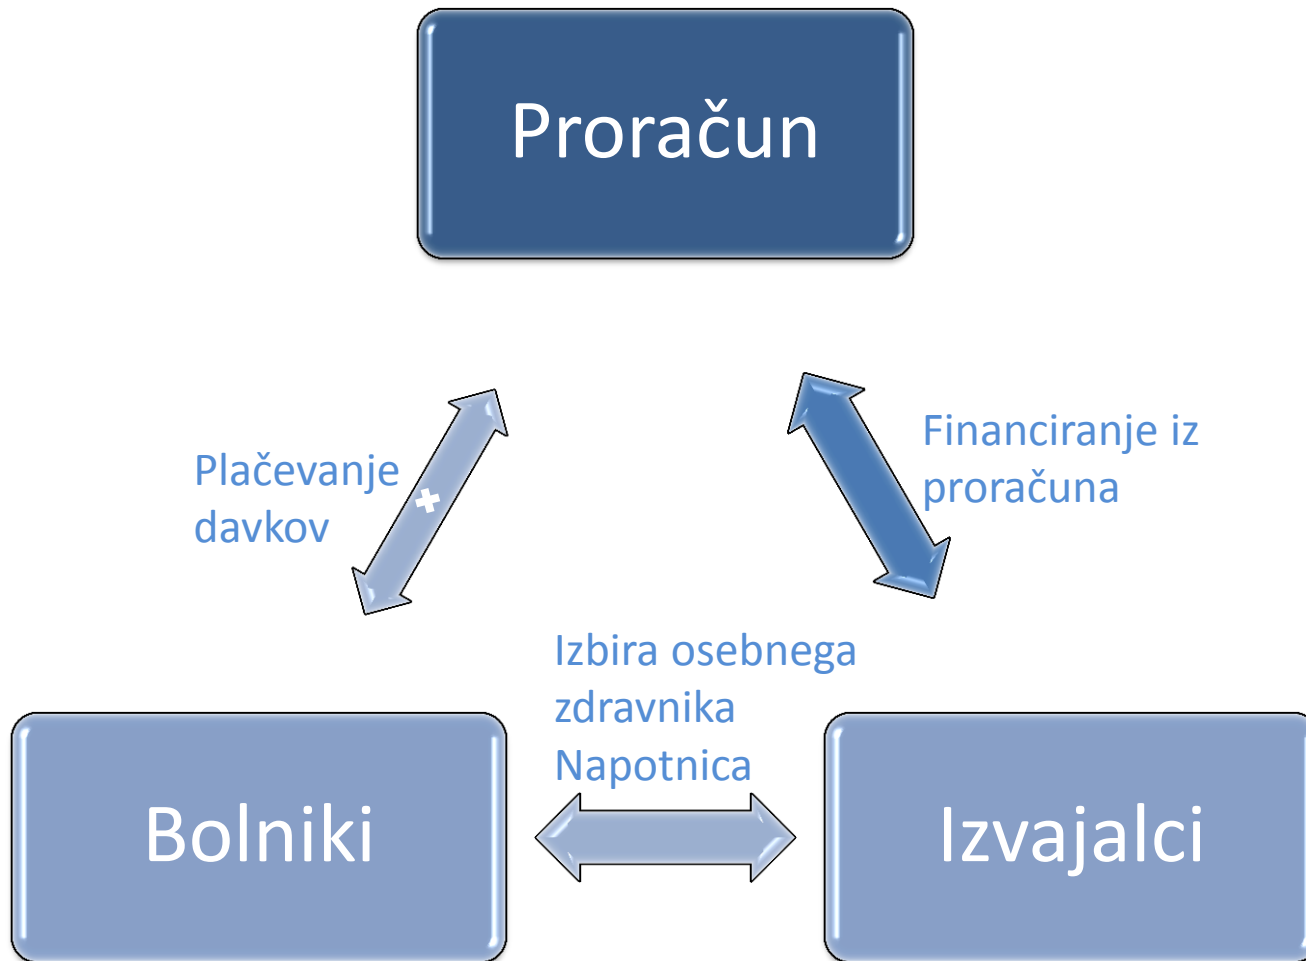 Proračun
Plačevanje
davkov
Financiranje iz
proračuna
Izbira osebnega
zdravnika
Napotnica
Bolniki
Izvajalci